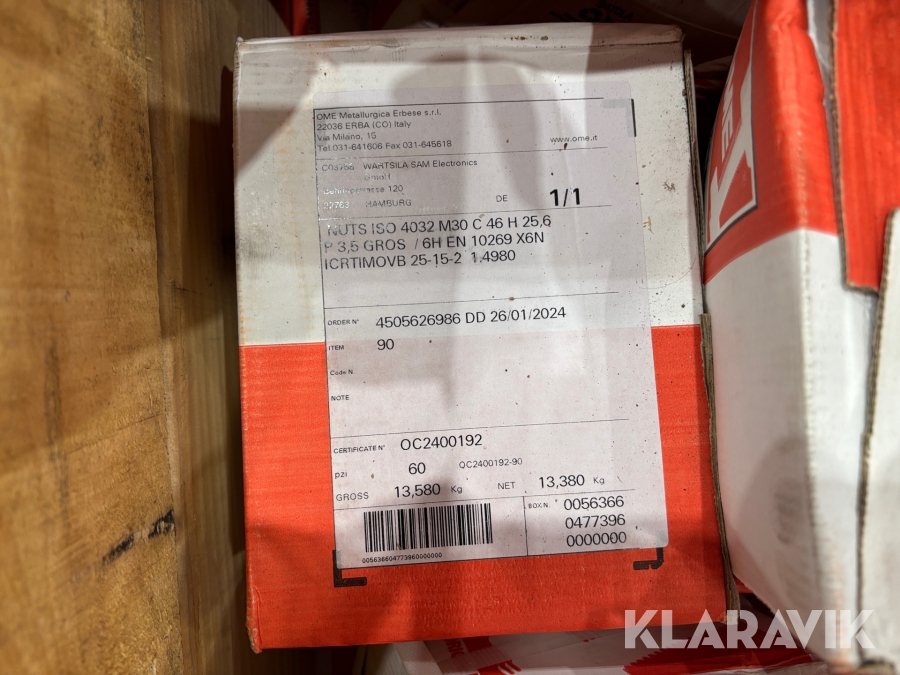 OME Metallurgica Erbese s.r.l.
22036 ERBA (CO) Italy
Via Milano, 15
Tel.031-641606 Fax 031-645618 www.ome.it
WARTSILA SAM Electronics
120
HAMBURG DE 1/1
NUTS ISO 4032 M30 C 46 H 25,6
P 3,5 GROS / 6H EN 10269 X6N
ICRTIMOVB 25-15-2 1.4980
ORDER N° 4505626986 DD 26/01/2024
ITEM 90
Code N
NOTE
CERTIFICATE N° OC2400192
pzi 60 OC2400192-90
GROSS 13,580 Kg NET 13,380 Kg
BOX N. 0056366
0477396
0000000
005636604773960000000
KLARAVIK